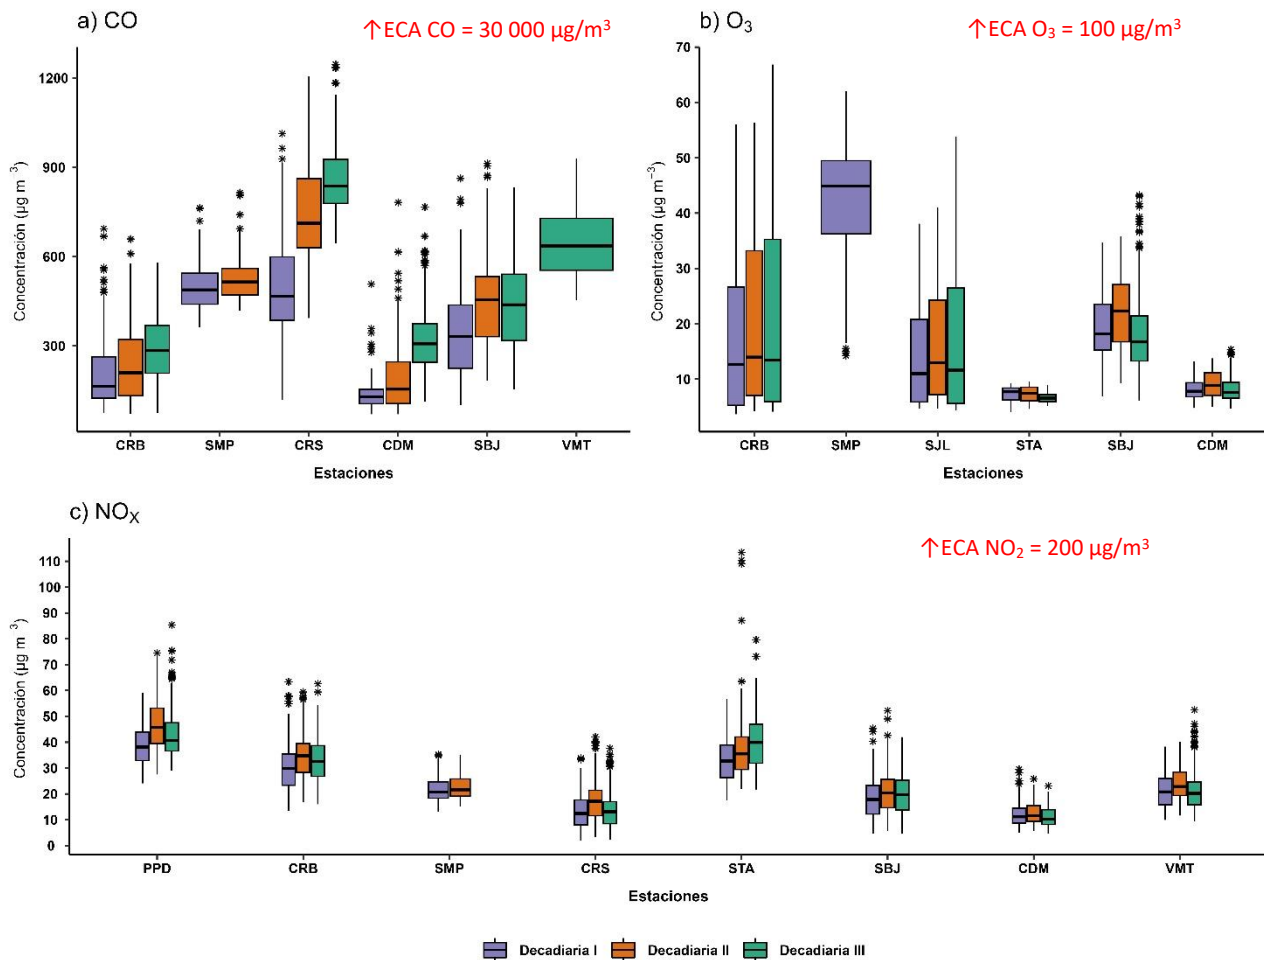 a) CO
↑ECA CO = 30 000 µg/m³
Concentración (µg m⁻³)
1200
900
600
300
CRB SMP CRS CDM SBJ VMT
Estaciones
b) O₃
↑ECA O₃ = 100 µg/m³
Concentración (µg m⁻³)
70
60
50
40
30
20
10
CRB SMP SJL STA SBJ CDM
Estaciones
c) NOX
↑ECA NO₂ = 200 µg/m³
Concentración (µg m⁻³)
110
100
90
80
70
60
50
40
30
20
10
0
PPD CRB SMP CRS STA SBJ CDM VMT
Estaciones
Decadiaria I Decadiaria II Decadiaria III